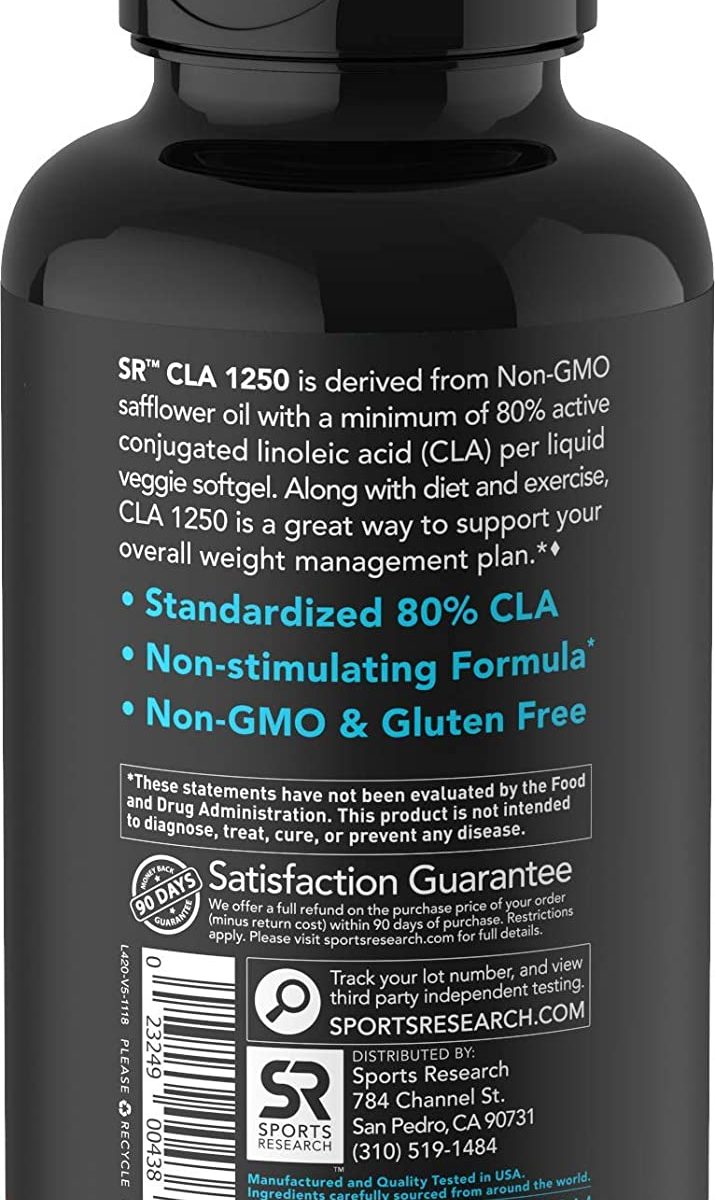 SR™ CLA 1250 is derived from Non-GMO
safflower oil with a minimum of 80% active
conjugated linoleic acid (CLA) per liquid
veggie softgel. Along with diet and exercise,
CLA 1250 is a great way to support your
overall weight management plan.*♦
• Standardized 80% CLA
• Non-stimulating Formula*
• Non-GMO & Gluten Free
*These statements have not been evaluated by the Food
and Drug Administration. This product is not intended
to diagnose, treat, cure, or prevent any disease.
MONEY BACK
90 DAYS
GUARANTEE
Satisfaction Guarantee
We offer a full refund on the purchase price of your order
(minus return cost) within 90 days of purchase. Restrictions
apply. Please visit sportsresearch.com for full details.
L420-V5-1118 PLEASE RECYCLE
0 23249 00438
Track your lot number, and view
third party independent testing.
SPORTSRESEARCH.COM
SR
SPORTS
RESEARCH
™
DISTRIBUTED BY:
Sports Research
784 Channel St.
San Pedro, CA 90731
(310) 519-1484
Manufactured and Quality Tested in USA.
Ingredients carefully sourced from around the world.